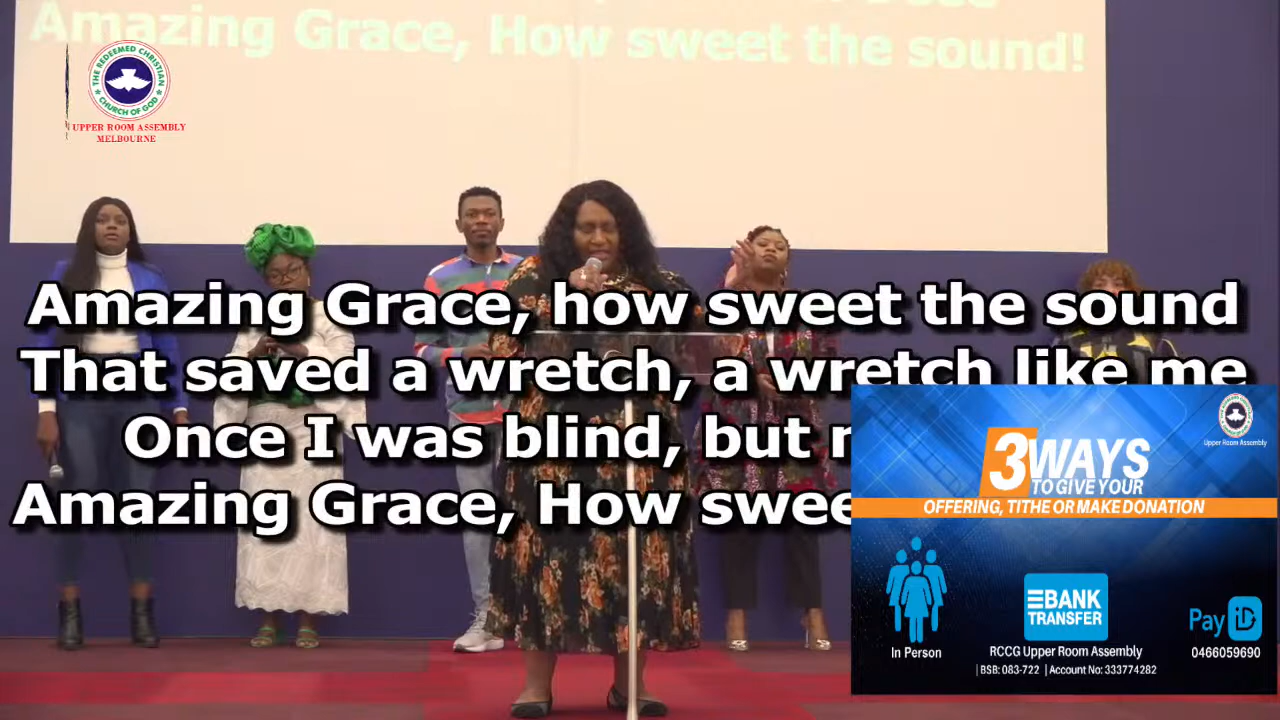 Amazing Grace, How sweet the sound!
THE REDEEMED CHRISTIAN
CHURCH OF GOD
UPPER ROOM ASSEMBLY
MELBOURNE
Amazing Grace, how sweet the sound
That saved a wretch, a wretch like me
Once I was blind, but
Amazing Grace, How
Upper Room Assembly
3WAYS
TO GIVE YOUR
OFFERING, TITHE OR MAKE DONATION
In Person
BANK
TRANSFER
RCCG Upper Room Assembly
| BSB: 083-722 | Account No: 333774282
Pay iD
0466059690